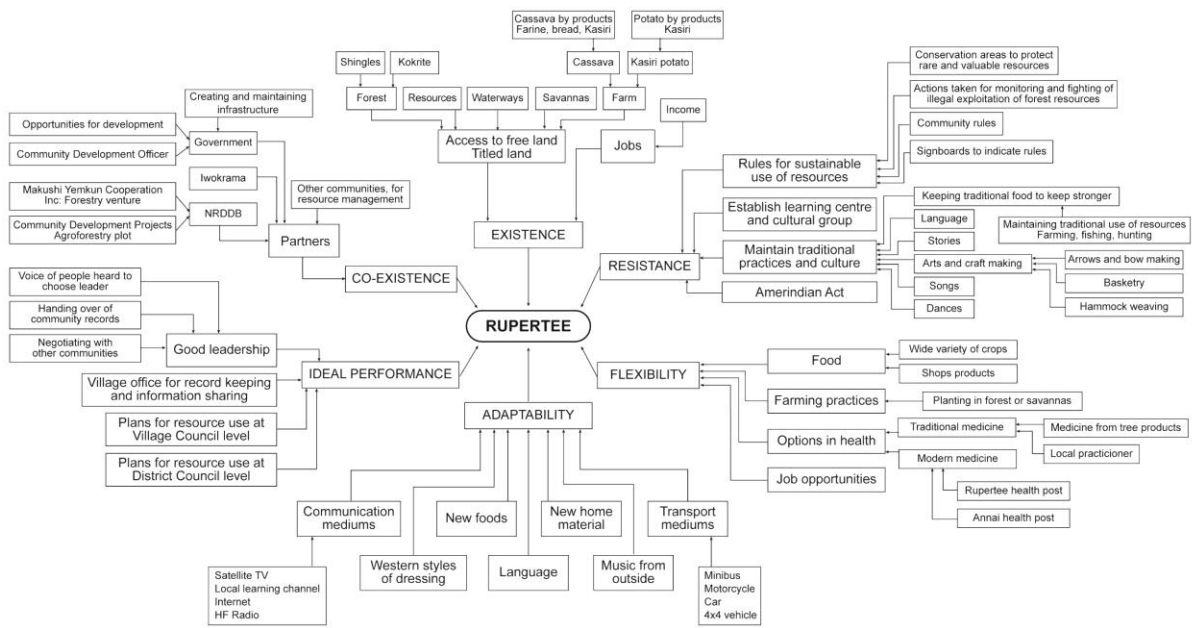 Cassava by products
Farine, bread, Kasiri
Potato by products
Kasiri
Shingles
Kokrite
Cassava
Kasiri potato
Forest
Resources
Waterways
Savannas
Farm
Income
Access to free land
Titled land
Jobs
EXISTENCE
Creating and maintaining
infrastructure
Opportunities for development
Community Development Officer
Government
Iwokrama
Other communities, for
resource management
Makushi Yemkun Cooperation
Inc: Forestry venture
NRDDB
Community Development Projects
Agroforestry plot
Partners
CO-EXISTENCE
Conservation areas to protect
rare and valuable resources
Actions taken for monitoring and fighting of
illegal exploitation of forest resources
Community rules
Signboards to indicate rules
Rules for sustainable
use of resources
Establish learning centre
and cultural group
Keeping traditional food to keep stronger
Maintaining traditional use of resources
Farming, fishing, hunting
Language
Stories
Maintain traditional
practices and culture
Arts and craft making
Arrows and bow making
Basketry
Hammock weaving
Songs
Dances
Amerindian Act
RESISTANCE
RUPERTEE
Voice of people heard to
choose leader
Handing over of
community records
Negotiating with
other communities
Good leadership
IDEAL PERFORMANCE
Village office for record keeping
and information sharing
Plans for resource use at
Village Council level
Plans for resource use at
District Council level
FLEXIBILITY
Food
Wide variety of crops
Shops products
Farming practices
Planting in forest or savannas
Options in health
Traditional medicine
Medicine from tree products
Local practicioner
Modern medicine
Rupertee health post
Annai health post
Job opportunities
ADAPTABILITY
Communication
mediums
New foods
New home
material
Transport
mediums
Western styles
of dressing
Language
Music from
outside
Satellite TV
Local learning channel
Internet
HF Radio
Minibus
Motorcycle
Car
4x4 vehicle